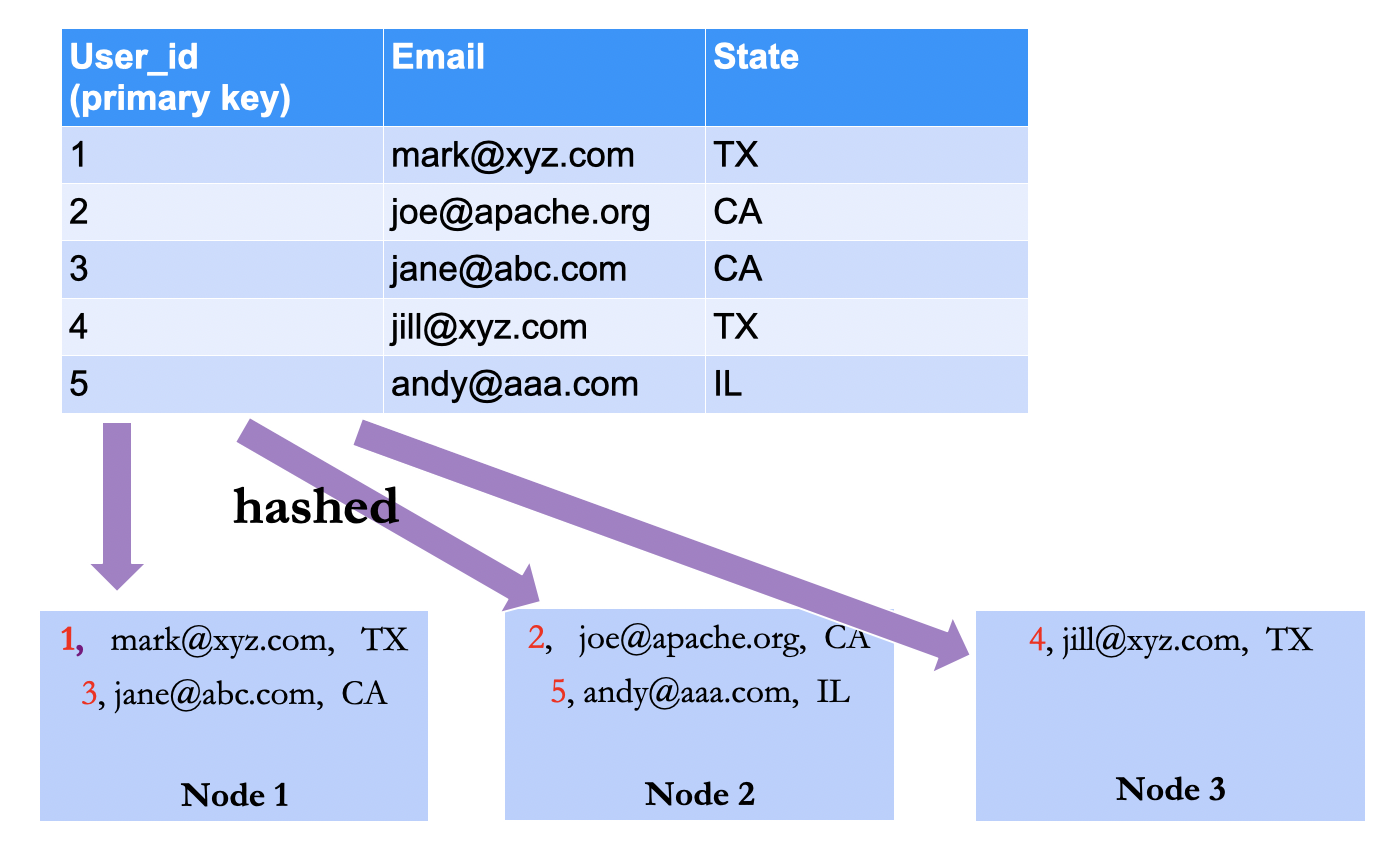 User_id (primary key) Email State
1 mark@xyz.com TX
2 joe@apache.org CA
3 jane@abc.com CA
4 jill@xyz.com TX
5 andy@aaa.com IL
hashed
1, mark@xyz.com, TX
3, jane@abc.com, CA
Node 1
2, joe@apache.org, CA
5, andy@aaa.com, IL
Node 2
4, jill@xyz.com, TX
Node 3